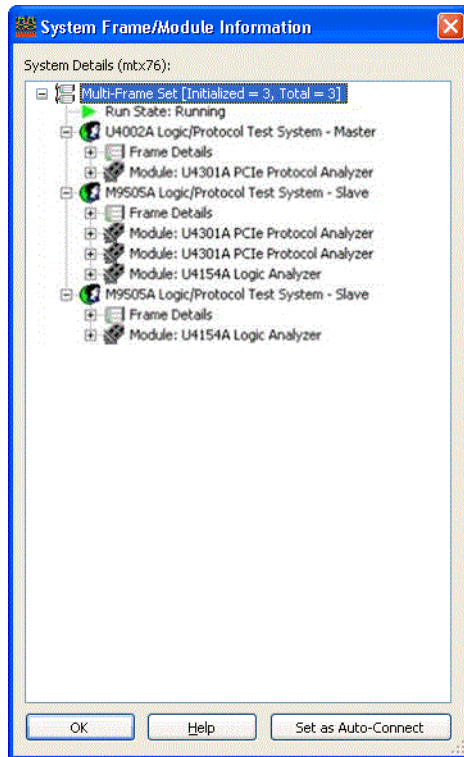 System Frame/Module Information
System Details (mtx76):
Multi-Frame Set [Initialized = 3, Total = 3]
Run State: Running
U4002A Logic/Protocol Test System - Master
Frame Details
Module: U4301A PCIe Protocol Analyzer
M9505A Logic/Protocol Test System - Slave
Frame Details
Module: U4301A PCIe Protocol Analyzer
Module: U4301A PCIe Protocol Analyzer
Module: U4154A Logic Analyzer
M9505A Logic/Protocol Test System - Slave
Frame Details
Module: U4154A Logic Analyzer
OK Help Set as Auto-Connect